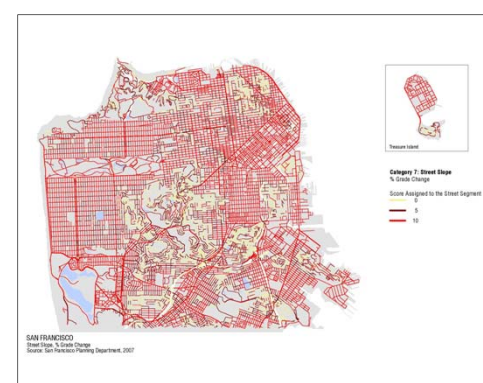 Treasure Island
Category 7: Street Slope
% Grade Change
Score Assigned to the Street Segment
0
5
10
SAN FRANCISCO
Street Slope, % Grade Change
Source: San Francisco Planning Department, 2007